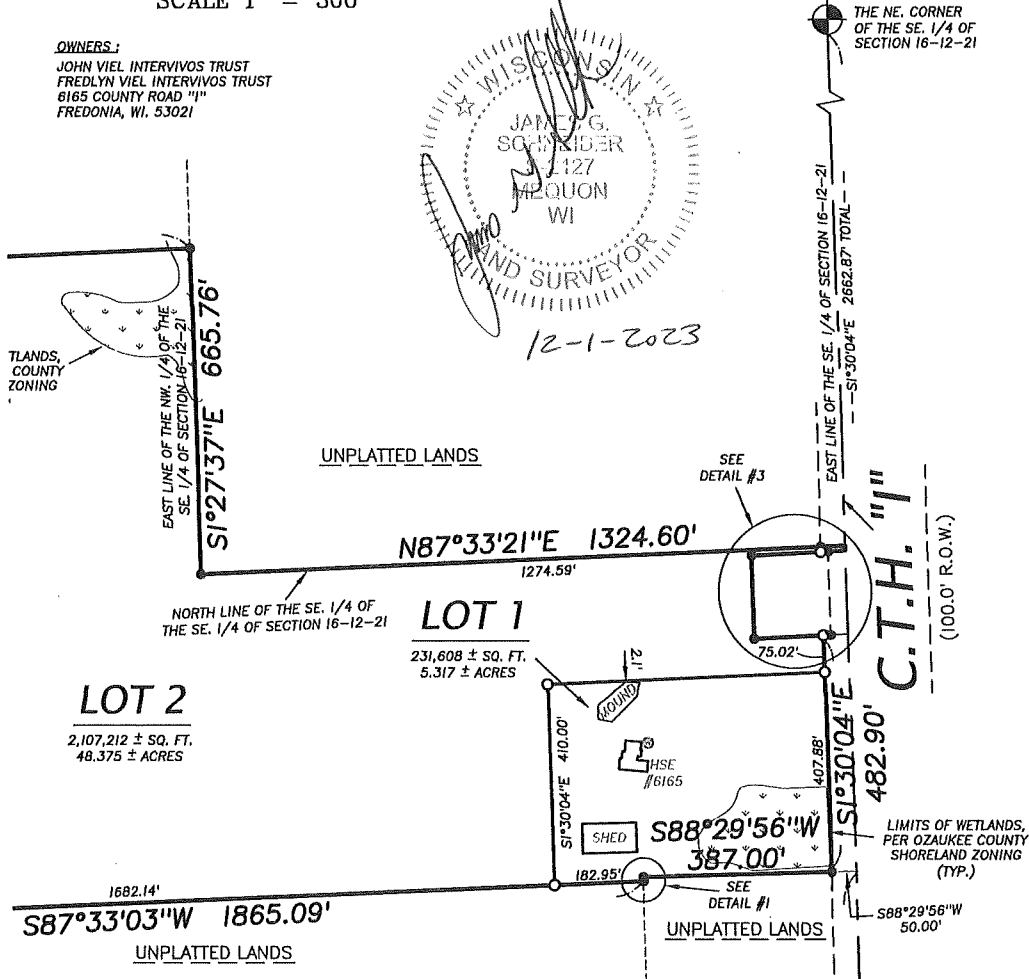 SCALE 1" = 300'
OWNERS :
JOHN VIEL INTERVIVOS TRUST
FREDLYN VIEL INTERVIVOS TRUST
6165 COUNTY ROAD "I"
FREDONIA, WI. 53021
THE NE. CORNER
OF THE SE. 1/4 OF
SECTION 16-12-21
WISCONSIN
JAMES G.
SCHNEIDER
S-2127
MEQUON
WI
LAND SURVEYOR
12-1-2023
EAST LINE OF THE SE. 1/4 OF SECTION 16-12-21
--S1°30'04"E 2662.87' TOTAL--
TLANDS,
COUNTY
ZONING
EAST LINE OF THE NW. 1/4 OF THE
SE. 1/4 OF SECTION 16-12-21
S1°27'37"E 665.76'
UNPLATTED LANDS
SEE
DETAIL #3
N87°33'21"E 1324.60'
1274.59'
NORTH LINE OF THE SE. 1/4 OF
THE SE. 1/4 OF SECTION 16-12-21
C.T.H. "I"
(100.0' R.O.W.)
LOT 1
231,608 ± SQ. FT.
5.317 ± ACRES
75.02'
2.1'
MOUND
LOT 2
2,107,212 ± SQ. FT.
48.375 ± ACRES
HSE
#6165
S1°30'04"E 410.00'
407.88'
S1°30'04"E
482.90'
SHED
S88°29'56"W
387.00'
LIMITS OF WETLANDS,
PER OZAUKEE COUNTY
SHORELAND ZONING
(TYP.)
1682.14'
182.95'
SEE
DETAIL #1
S88°29'56"W
50.00'
S87°33'03"W 1865.09'
UNPLATTED LANDS
UNPLATTED LANDS